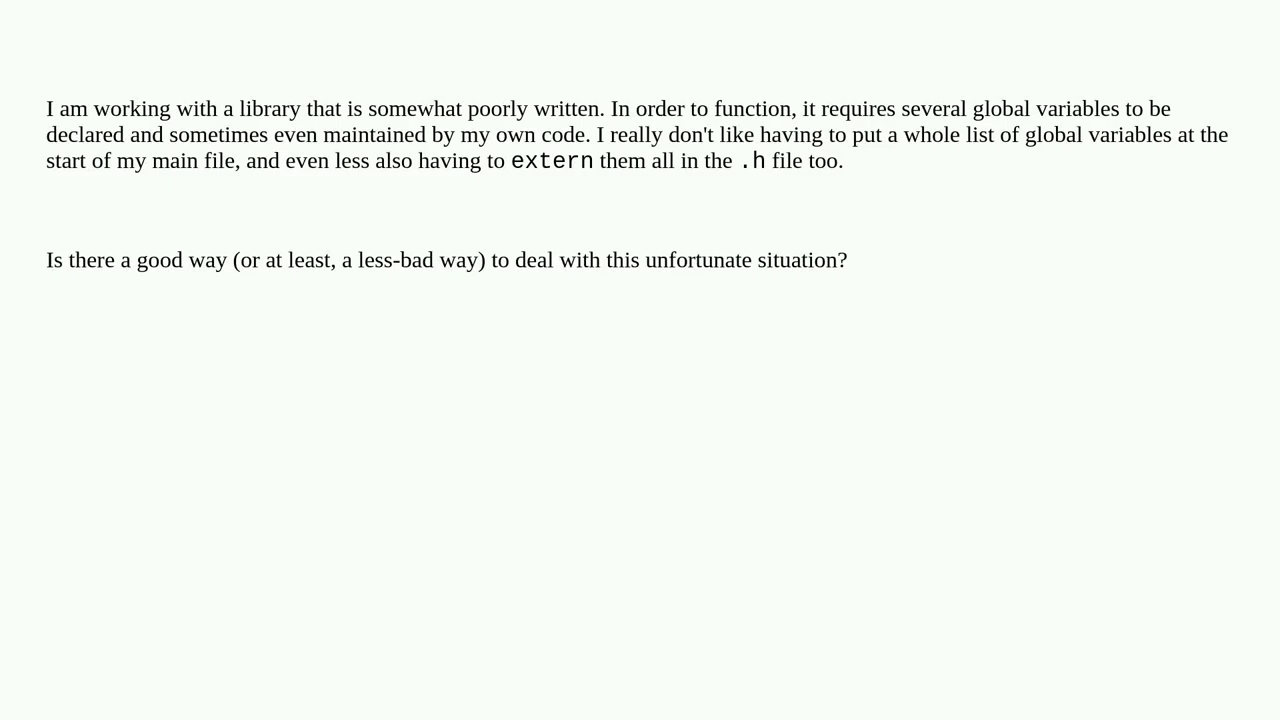 I am working with a library that is somewhat poorly written. In order to function, it requires several global variables to be
declared and sometimes even maintained by my own code. I really don't like having to put a whole list of global variables at the
start of my main file, and even less also having to extern them all in the .h file too.
Is there a good way (or at least, a less-bad way) to deal with this unfortunate situation?